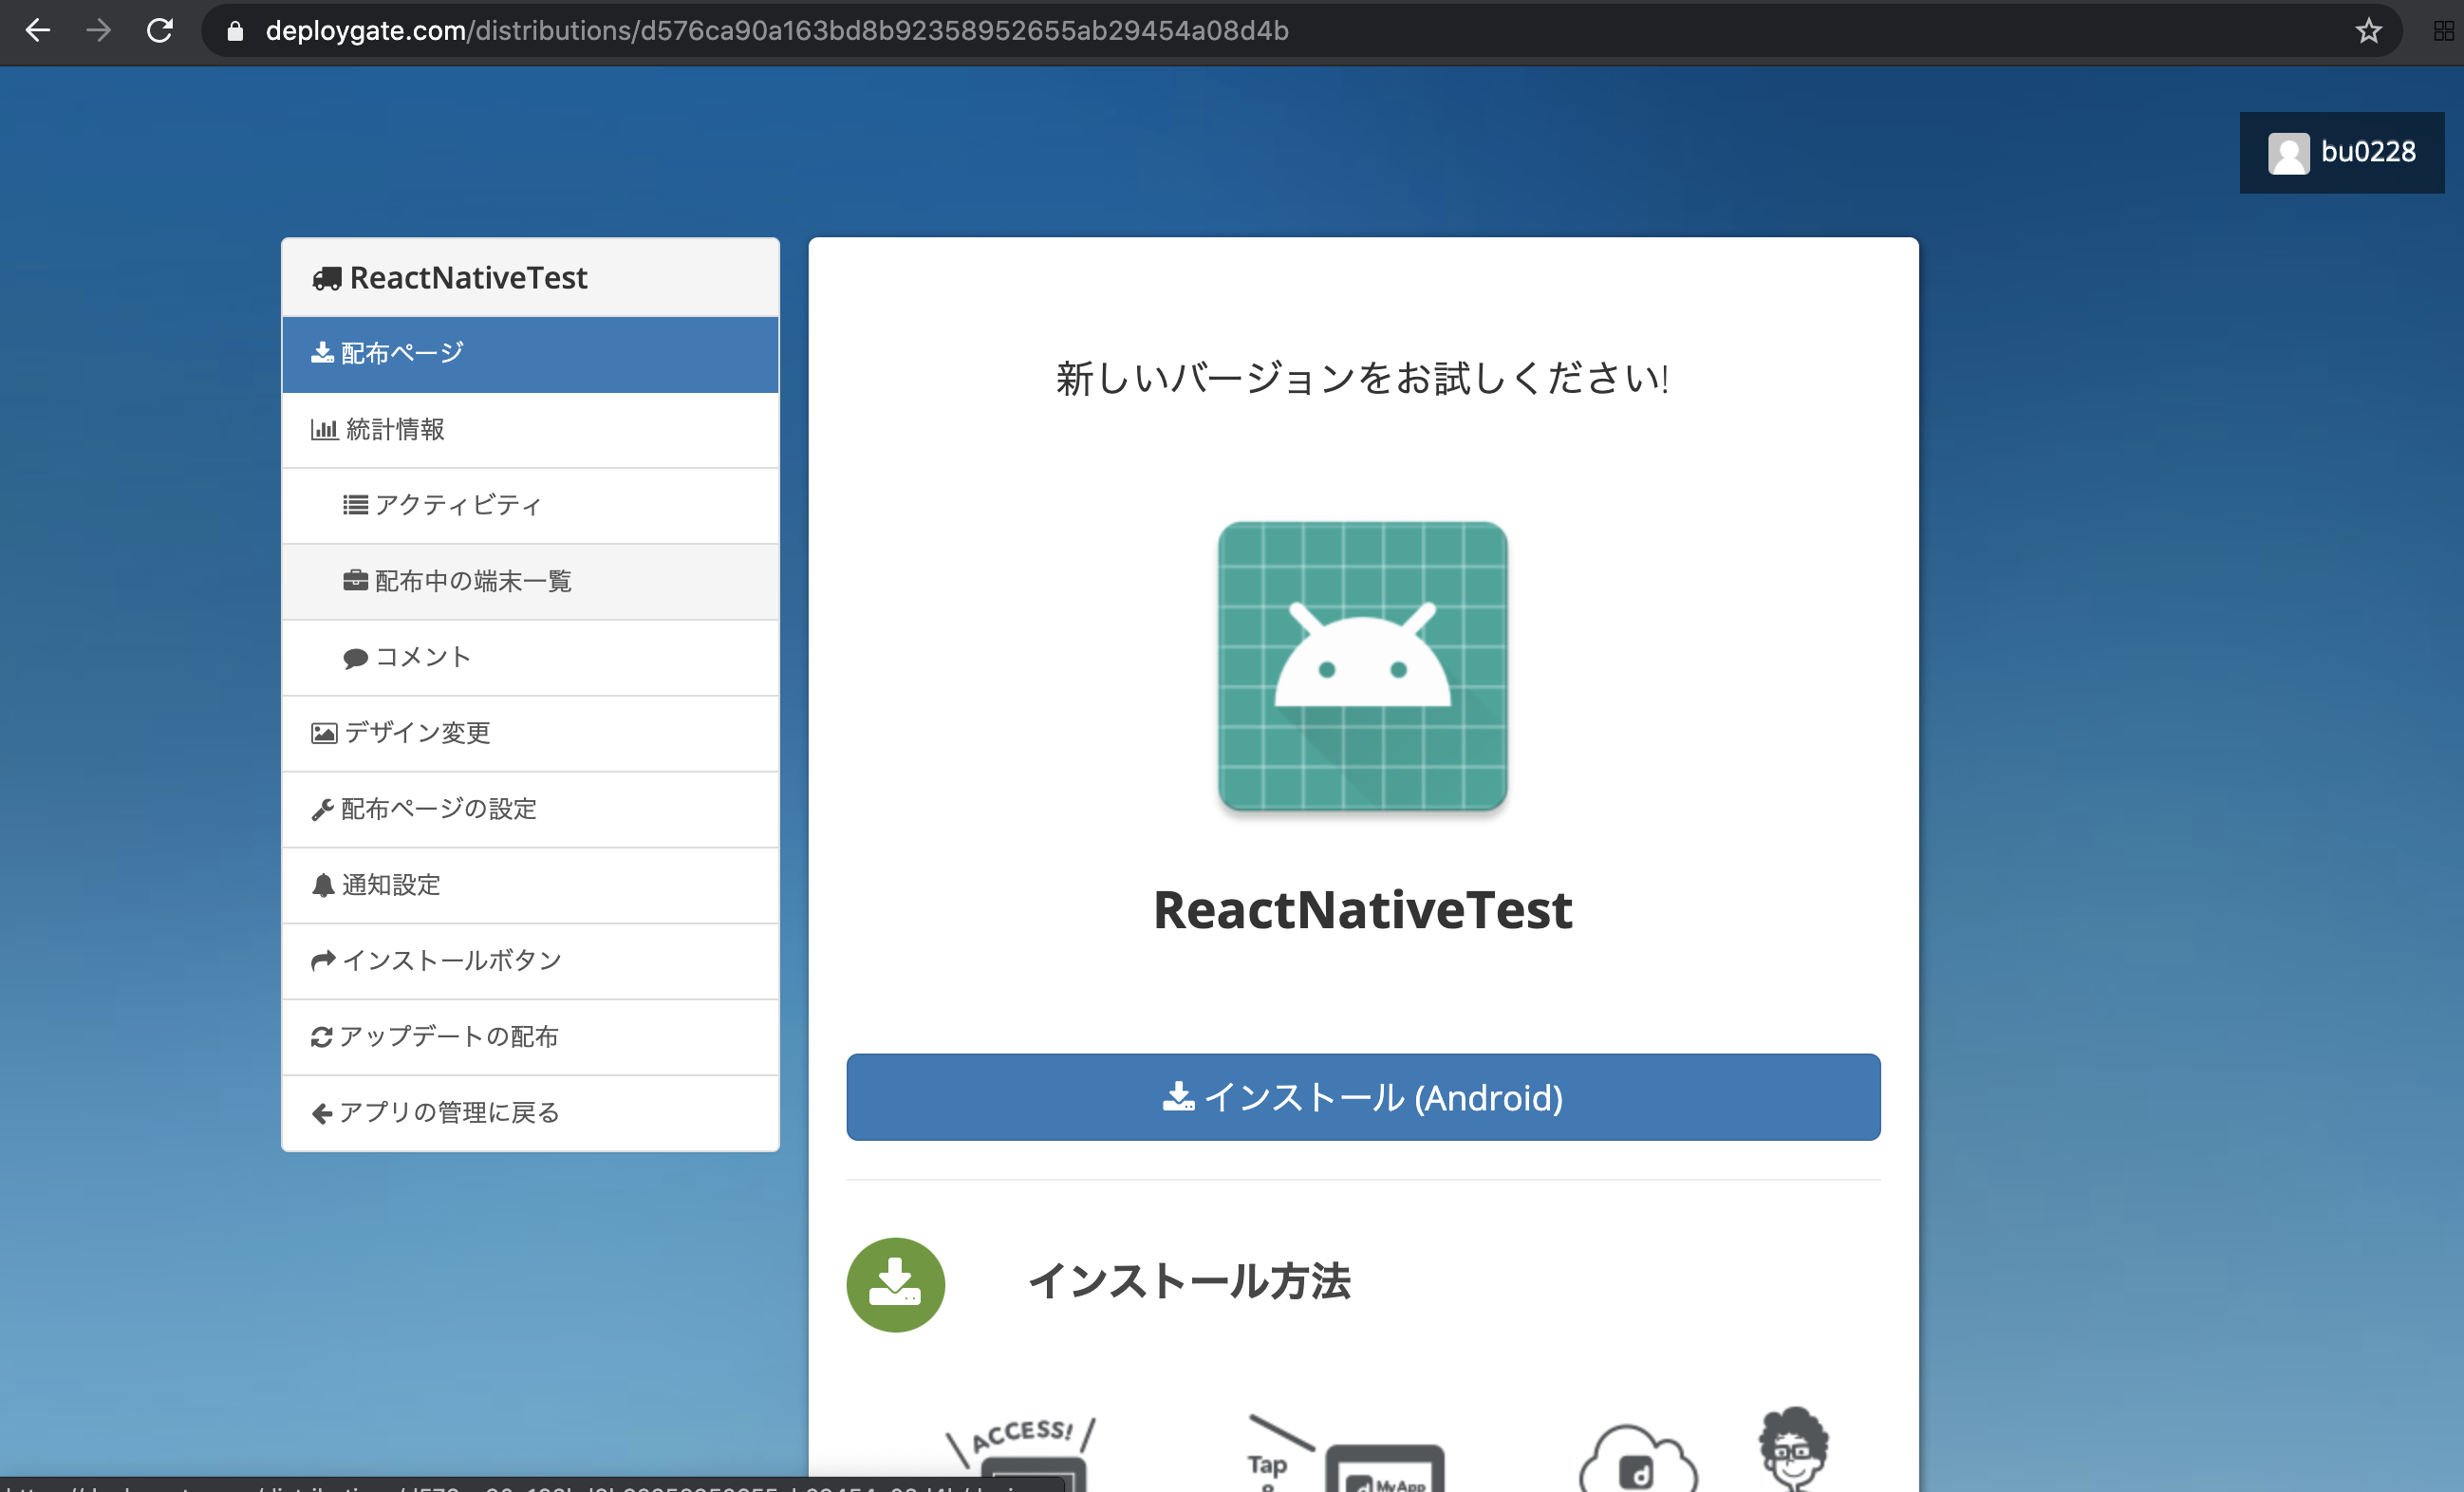 deploygate.com/distributions/d576ca90a163bd8b92358952655ab29454a08d4b
bu0228
ReactNativeTest
配布ページ
統計情報
アクティビティ
配布中の端末一覧
コメント
デザイン変更
配布ページの設定
通知設定
インストールボタン
アップデートの配布
アプリの管理に戻る
新しいバージョンをお試しください!
ReactNativeTest
インストール (Android)
インストール方法
ACCESS!
Tap
d
d MyApp